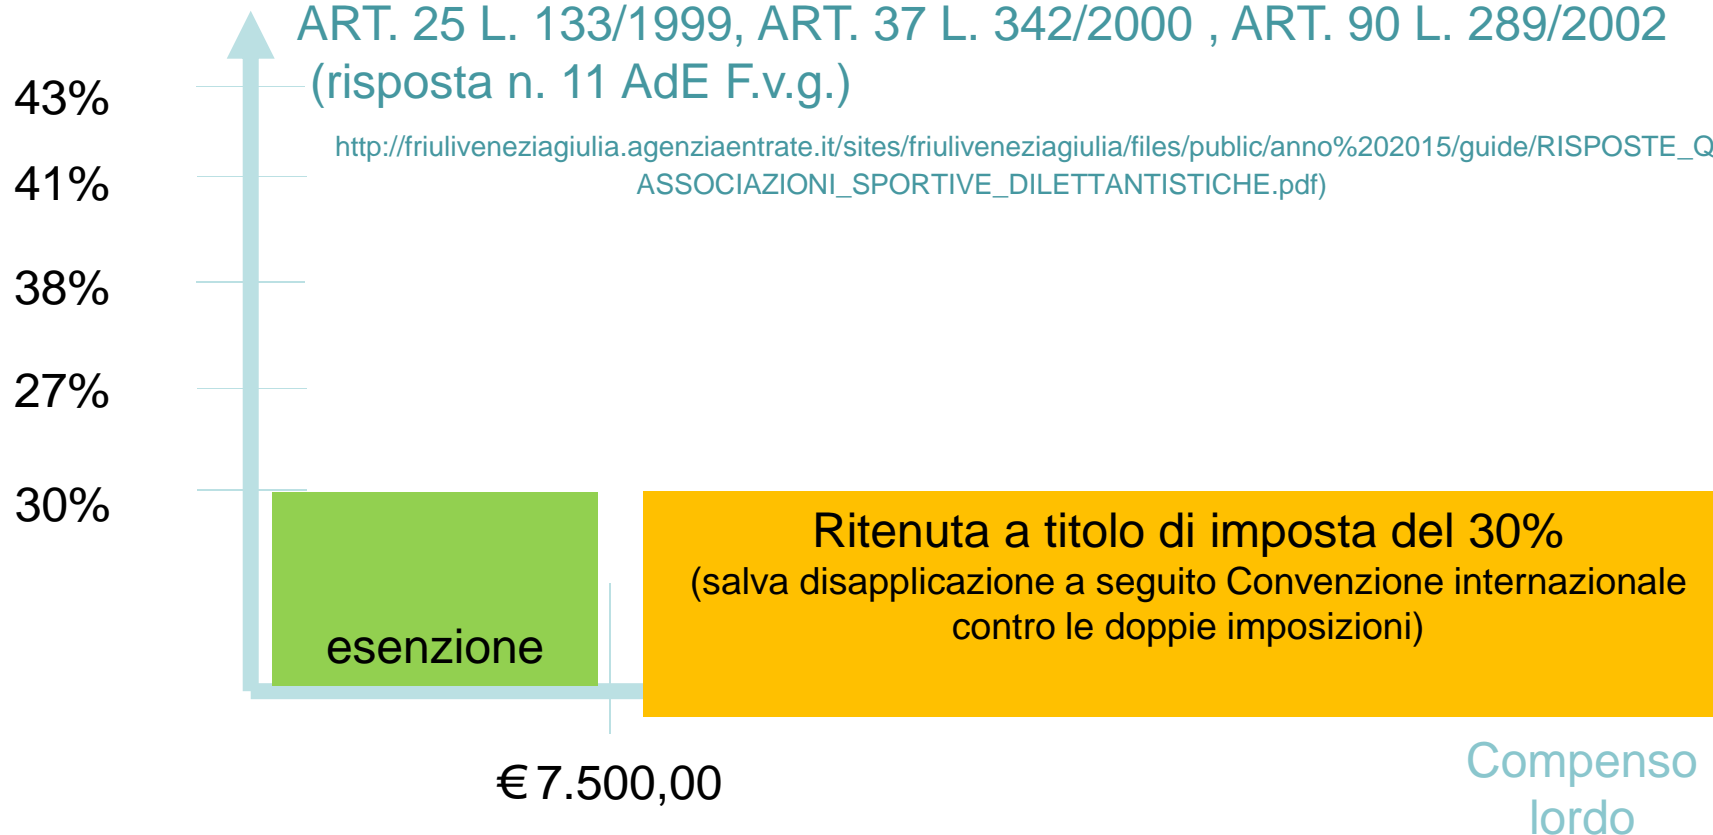 ART. 25 L. 133/1999, ART. 37 L. 342/2000 , ART. 90 L. 289/2002
(risposta n. 11 AdE F.v.g.)
http://friuliveneziagiulia.agenziaentrate.it/sites/friuliveneziagiulia/files/public/anno%202015/guide/RISPOSTE_Q
ASSOCIAZIONI_SPORTIVE_DILETTANTISTICHE.pdf)
43%
41%
38%
27%
30%
Ritenuta a titolo di imposta del 30%
(salva disapplicazione a seguito Convenzione internazionale
contro le doppie imposizioni)
esenzione
€ 7.500,00
Compenso
lordo